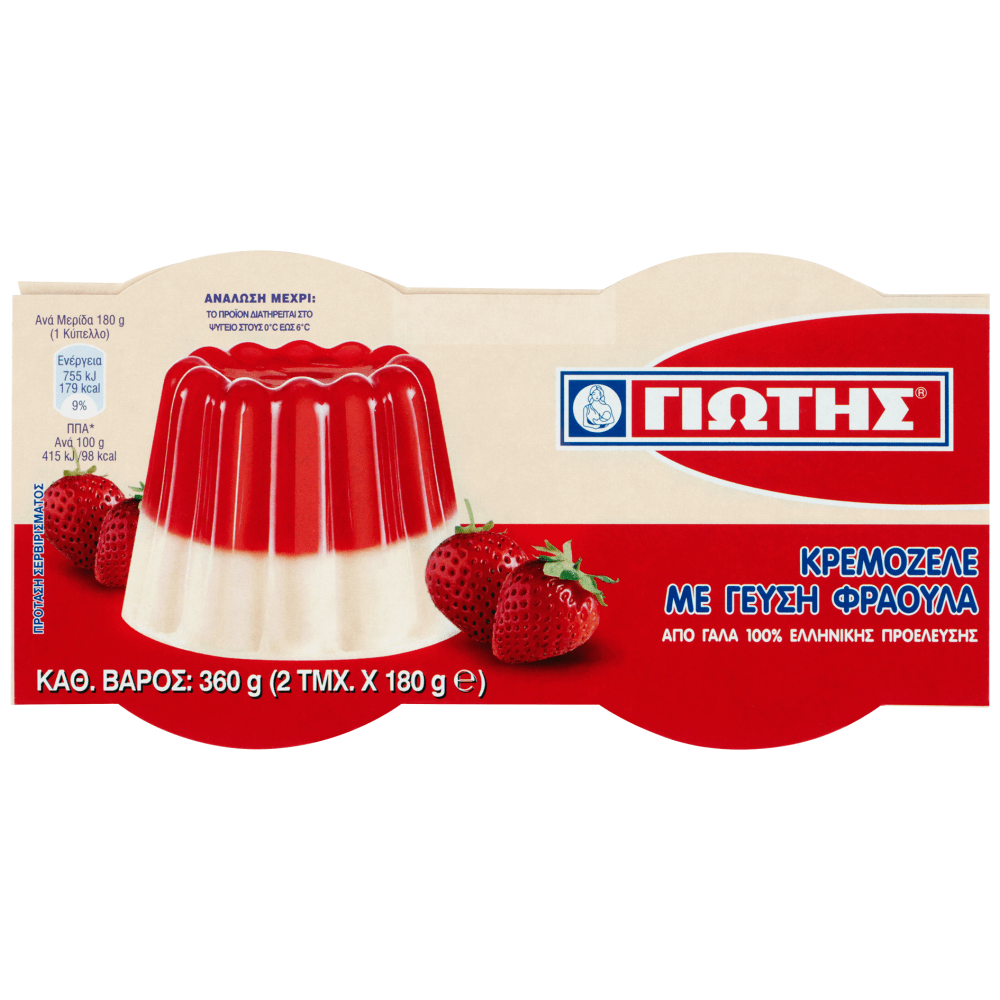 ΑΝΑΛΩΣΗ ΜΕΧΡΙ:
ΤΟ ΠΡΟΪΟΝ ΔΙΑΤΗΡΕΙΤΑΙ ΣΤΟ
ΨΥΓΕΙΟ ΣΤΟΥΣ 0°C ΕΩΣ 6°C
Ανά Μερίδα 180 g
(1 Κύπελλο)
Ενέργεια
755 kJ
179 kcal
9%
ΠΠΑ*
Ανά 100 g
415 kJ/98 kcal
ΠΡΟΤΑΣΗ ΣΕΡΒΙΡΙΣΜΑΤΟΣ
ΓΙΩΤΗΣ®
ΚΡΕΜΟΖΕΛΕ
ΜΕ ΓΕΥΣΗ ΦΡΑΟΥΛΑ
ΑΠΟ ΓΑΛΑ 100% ΕΛΛΗΝΙΚΗΣ ΠΡΟΕΛΕΥΣΗΣ
ΚΑΘ. ΒΑΡΟΣ: 360 g (2 ΤΜΧ. Χ 180 g ℮)